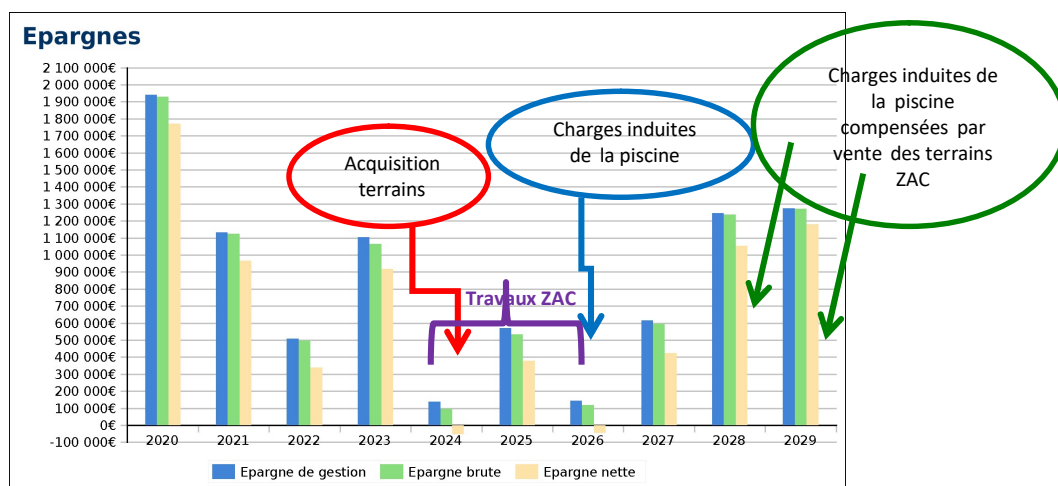 Epargnes
2 100 000€
2 000 000€
1 900 000€
1 800 000€
1 700 000€
1 600 000€
1 500 000€
1 400 000€
1 300 000€
1 200 000€
1 100 000€
1 000 000€
900 000€
800 000€
700 000€
600 000€
500 000€
400 000€
300 000€
200 000€
100 000€
0€
-100 000€
Acquisition
terrains
Charges induites
de la piscine
Charges induites de
la piscine
compensées par
vente des terrains
ZAC
Travaux ZAC
2020 2021 2022 2023 2024 2025 2026 2027 2028 2029
Epargne de gestion Epargne brute Epargne nette